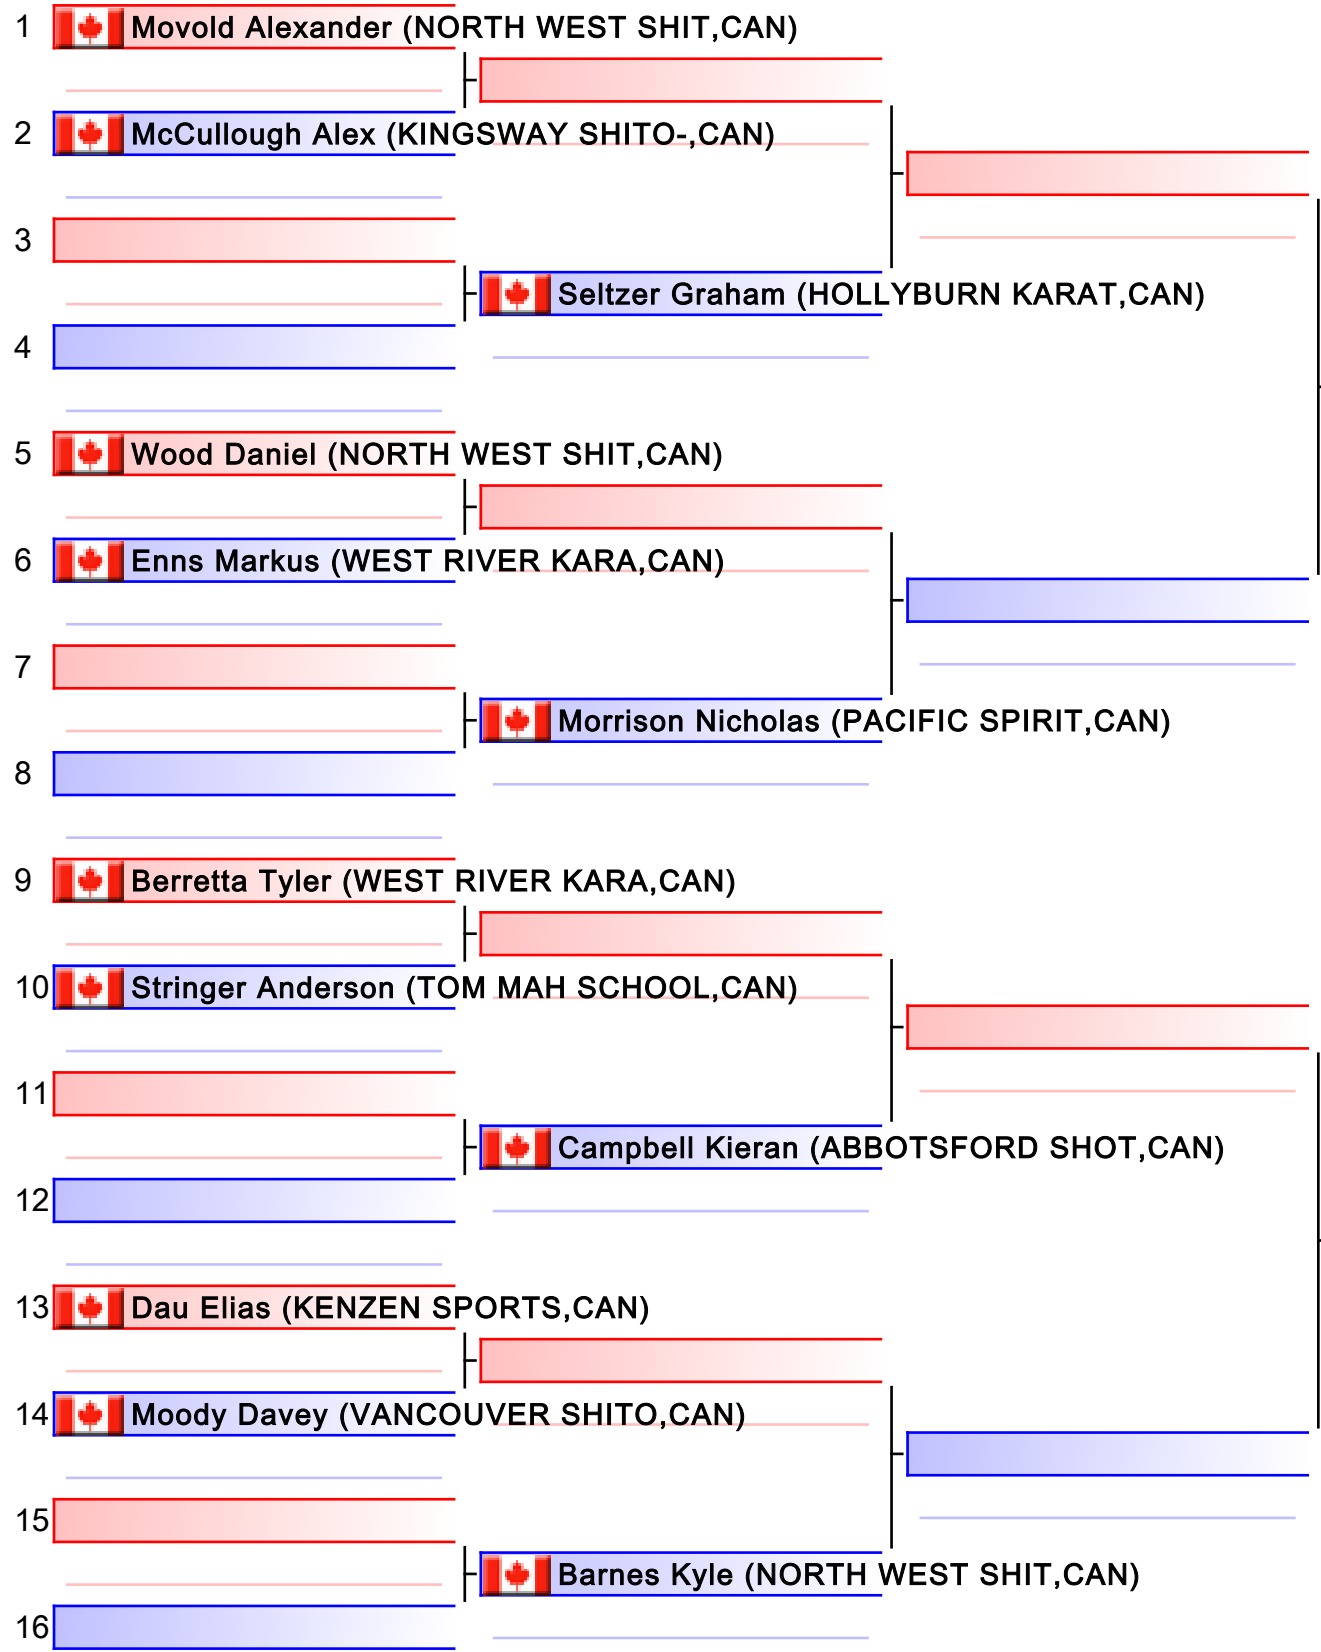 1 Movold Alexander (NORTH WEST SHIT,CAN)
2 McCullough Alex (KINGSWAY SHITO-,CAN)
3
Seltzer Graham (HOLLYBURN KARAT,CAN)
4
5 Wood Daniel (NORTH WEST SHIT,CAN)
6 Enns Markus (WEST RIVER KARA,CAN)
7
Morrison Nicholas (PACIFIC SPIRIT,CAN)
8
9 Berretta Tyler (WEST RIVER KARA,CAN)
10 Stringer Anderson (TOM MAH SCHOOL,CAN)
11
Campbell Kieran (ABBOTSFORD SHOT,CAN)
12
13 Dau Elias (KENZEN SPORTS,CAN)
14 Moody Davey (VANCOUVER SHITO,CAN)
15
Barnes Kyle (NORTH WEST SHIT,CAN)
16